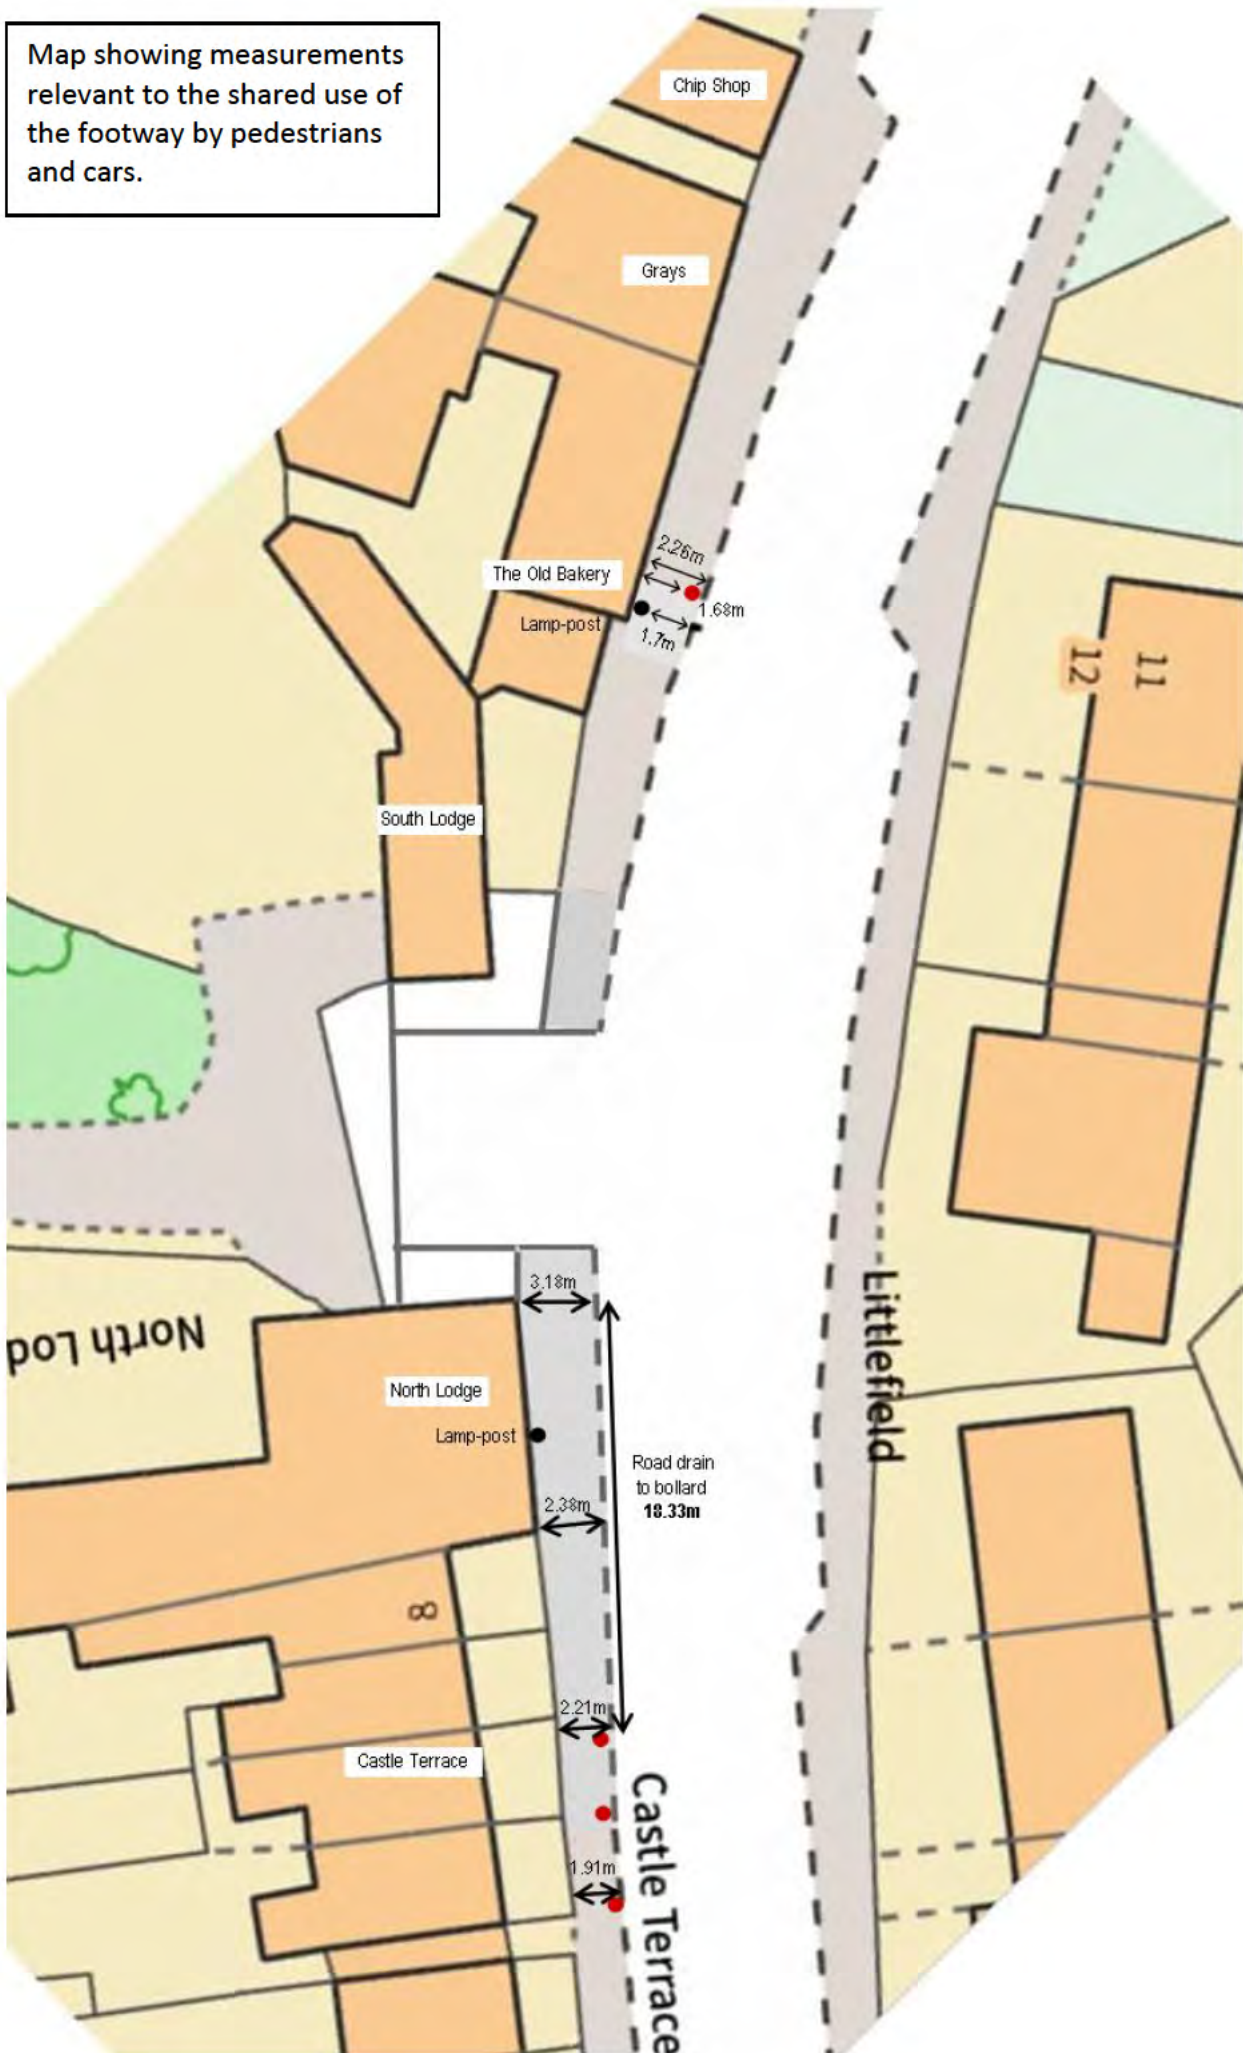 Map showing measurements
relevant to the shared use of
the footway by pedestrians
and cars.
Chip Shop
Grays
2.26m
The Old Bakery
1.68m
Lamp-post
1.7m
11
12
South Lodge
3.18m
North Lod
Littlefield
North Lodge
Lamp-post
Road drain
to bollard
18.33m
2.38m
8
2.21m
Castle Terrace
Castle Terrace
1.91m